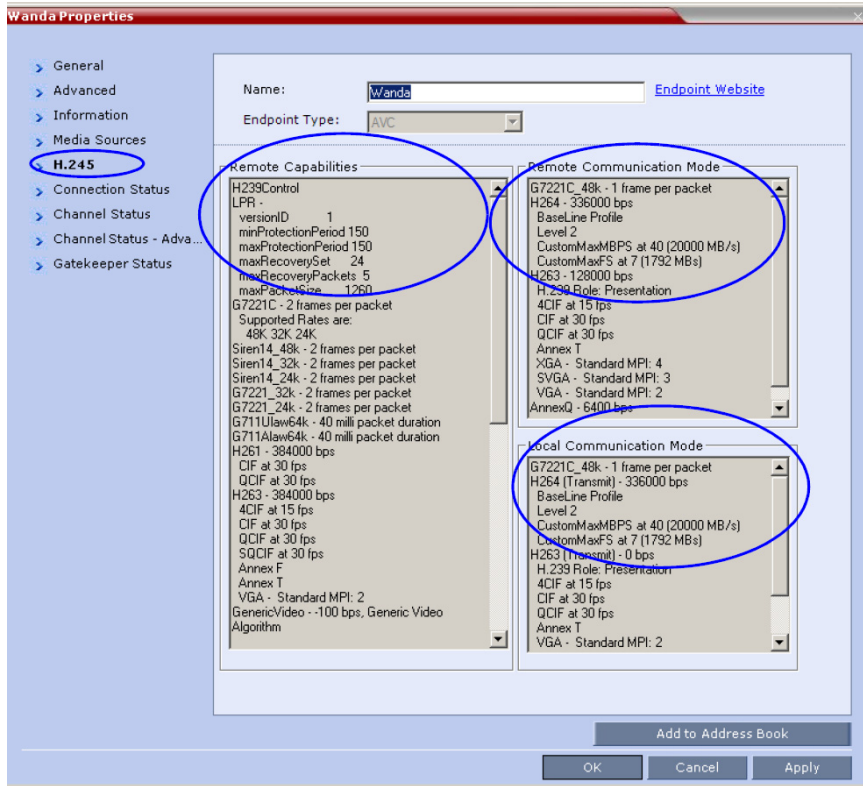 Wanda Properties
General
Advanced
Information
Media Sources
H.245
Connection Status
Channel Status
Channel Status - Adva...
Gatekeeper Status
Name: Wanda Endpoint Website
Endpoint Type: AVC
Remote Capabilities
H239Control
LPR -
versionID 1
minProtectionPeriod 150
maxProtectionPeriod 150
maxRecoverySet 24
maxRecoveryPackets 5
maxPacketSize 1260
G7221C - 2 frames per packet
Supported Rates are:
48K 32K 24K
Siren14_48k - 2 frames per packet
Siren14_32k - 2 frames per packet
Siren14_24k - 2 frames per packet
G7221_32k - 2 frames per packet
G7221_24k - 2 frames per packet
G711Ulaw64k - 40 milli packet duration
G711Alaw64k - 40 milli packet duration
H261 - 384000 bps
CIF at 30 fps
QCIF at 30 fps
H263 - 384000 bps
4CIF at 15 fps
CIF at 30 fps
QCIF at 30 fps
SQCIF at 30 fps
Annex F
Annex T
VGA - Standard MPI: 2
GenericVideo - -100 bps, Generic Video
Algorithm
Remote Communication Mode
G7221C_48k - 1 frame per packet
H264 - 336000 bps
BaseLine Profile
Level 2
CustomMaxMBPS at 40 (20000 MB/s)
CustomMaxFS at 7 (1792 MBs)
H263 - 128000 bps
H.239 Role: Presentation
4CIF at 15 fps
CIF at 30 fps
QCIF at 30 fps
Annex T
XGA - Standard MPI: 4
SVGA - Standard MPI: 3
VGA - Standard MPI: 2
AnnexQ - 6400 bps
Local Communication Mode
G7221C_48k - 1 frame per packet
H264 (Transmit) - 336000 bps
BaseLine Profile
Level 2
CustomMaxMBPS at 40 (20000 MB/s)
CustomMaxFS at 7 (1792 MBs)
H263 (Transmit) - 0 bps
H.239 Role: Presentation
4CIF at 15 fps
CIF at 30 fps
QCIF at 30 fps
Annex T
VGA - Standard MPI: 2
Add to Address Book
OK Cancel Apply